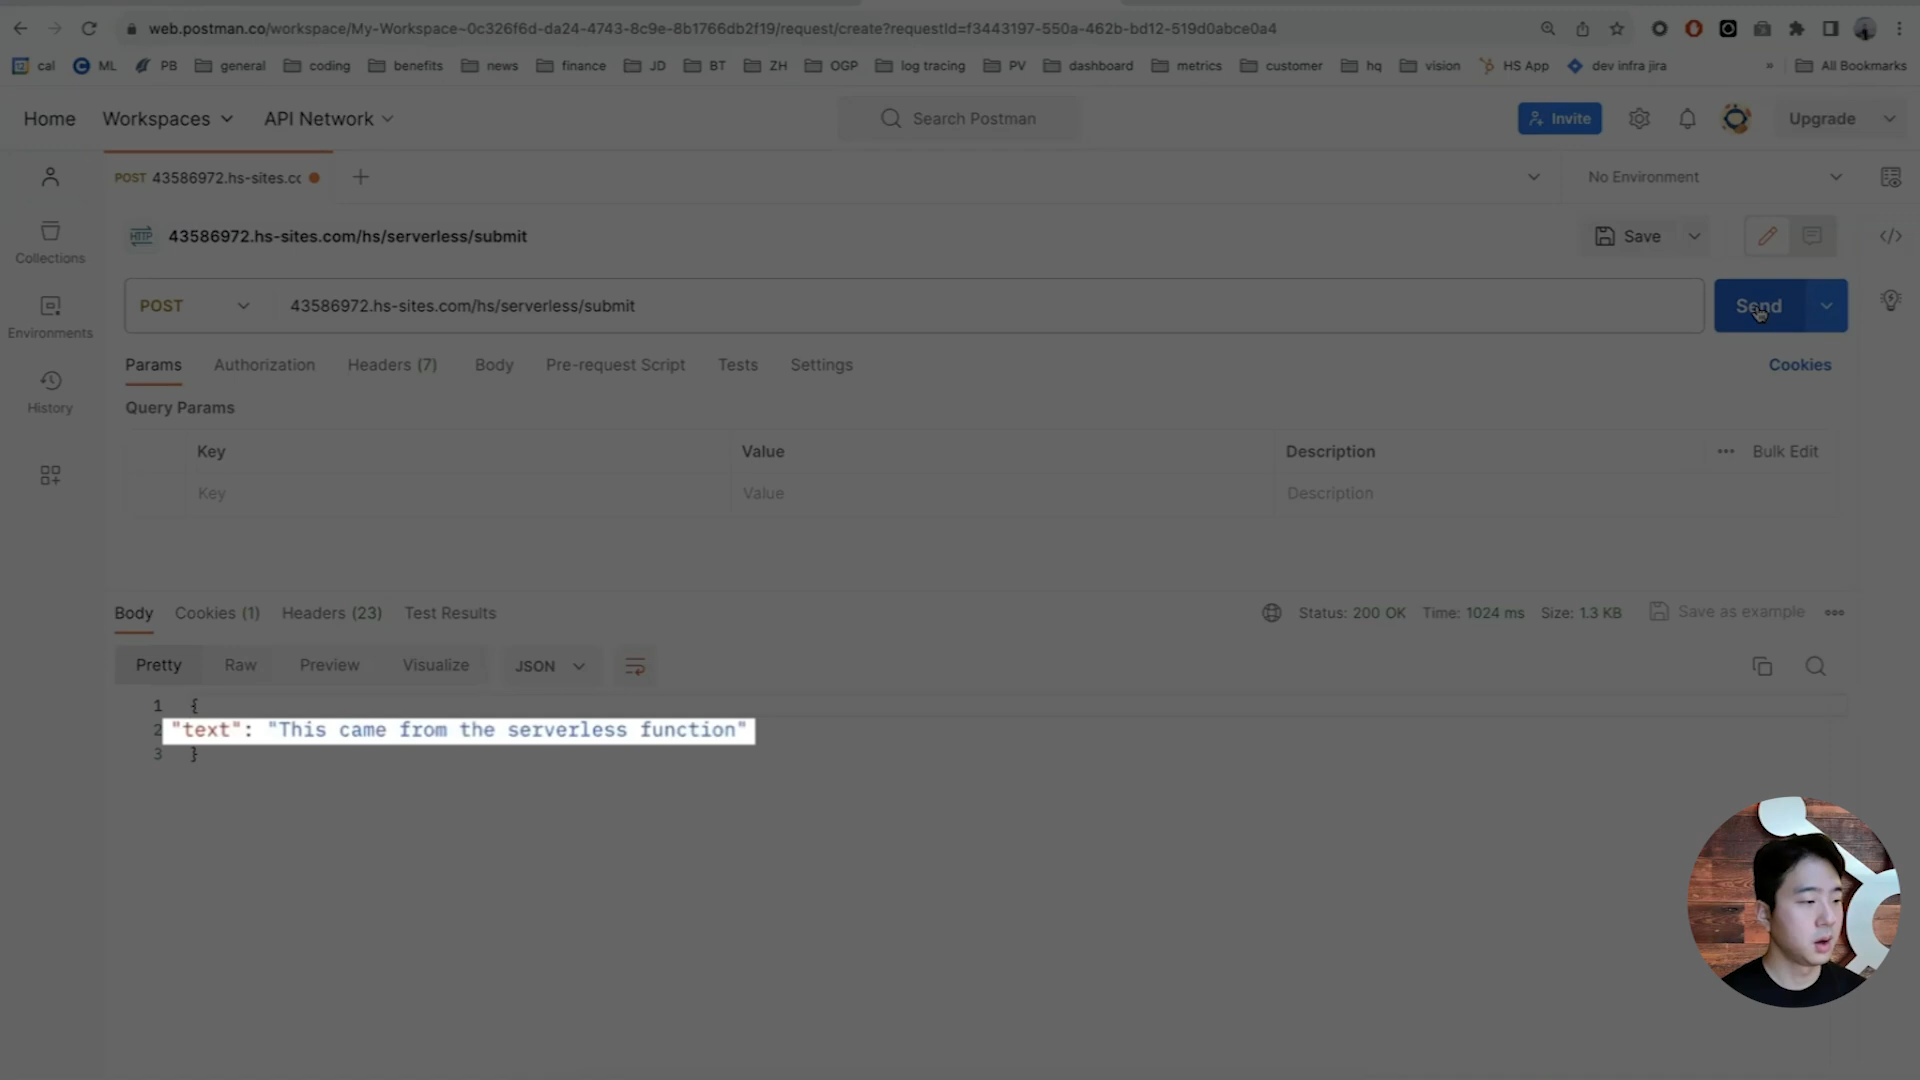 web.postman.co/workspace/My-Workspace-0c326f6d-da24-4743-8c9e-8b1766db2f19/request/create?requestId=f3443197-550a-462b-bd12-519d0abce0a4
cal ML PB general coding benefits news finance JD BT ZH OGP log tracing PV dashboard metrics customer hq vision HS App dev infra jira » All Bookmarks
Home Workspaces API Network Search Postman Invite Upgrade
POST 43586972.hs-sites.cc No Environment
HTTP 43586972.hs-sites.com/hs/serverless/submit Save
Collections
POST 43586972.hs-sites.com/hs/serverless/submit Send
Environments
Params Authorization Headers (7) Body Pre-request Script Tests Settings Cookies
History
Query Params
Key Value Description Bulk Edit
Key Value Description
Body Cookies (1) Headers (23) Test Results Status: 200 OK Time: 1024 ms Size: 1.3 KB Save as example
Pretty Raw Preview Visualize JSON
1 {
2 "text": "This came from the serverless function"
3 }